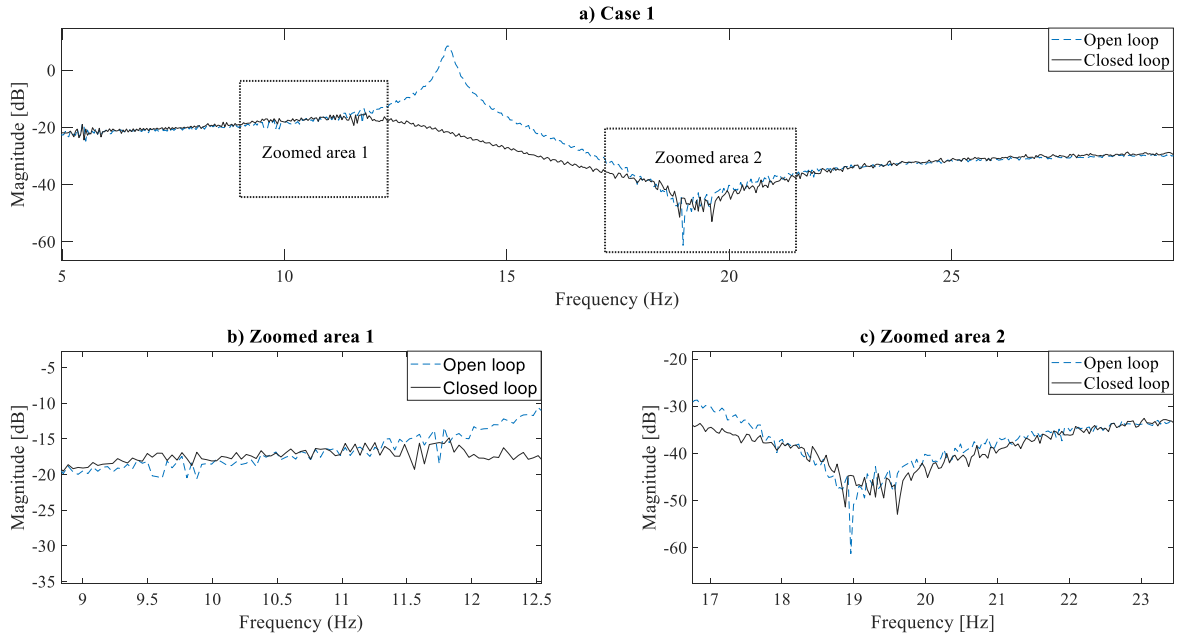 a) Case 1
Magnitude [dB]
0
-20
-40
-60
Open loop
Closed loop
Zoomed area 1
Zoomed area 2
5
10
15
20
25
Frequency (Hz)
b) Zoomed area 1
Magnitude [dB]
-5
-10
-15
-20
-25
-30
-35
Open loop
Closed loop
9
9.5
10
10.5
11
11.5
12
12.5
Frequency (Hz)
c) Zoomed area 2
Magnitude [dB]
-20
-30
-40
-50
-60
Open loop
Closed loop
17
18
19
20
21
22
23
Frequency [Hz]